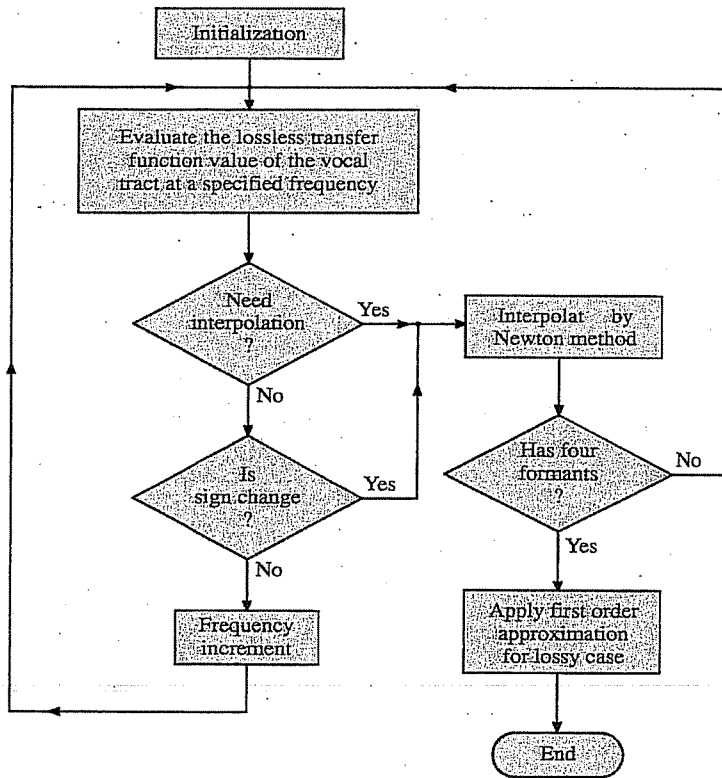 Initialization
Evaluate the lossless transfer
function value of the vocal
tract at a specified frequency
Need
interpolation
?
Yes
No
Interpolat by
Newton method
Is
sign change
?
Yes
No
Has four
formants
?
No
Yes
Frequency
increment
Apply first order
approximation
for lossy case
End